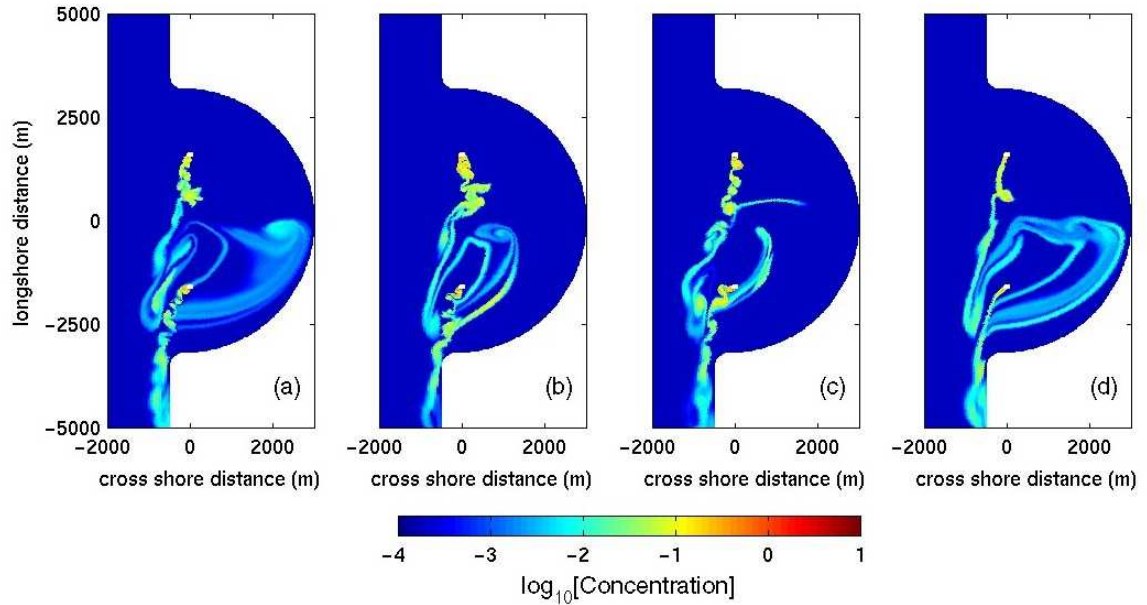 5000
2500
0
−2500
−5000
longshore distance (m)
(a)
(b)
(c)
(d)
−2000 0 2000
−2000 0 2000
−2000 0 2000
−2000 0 2000
cross shore distance (m)
cross shore distance (m)
cross shore distance (m)
cross shore distance (m)
−4 −3 −2 −1 0 1
log10[Concentration]